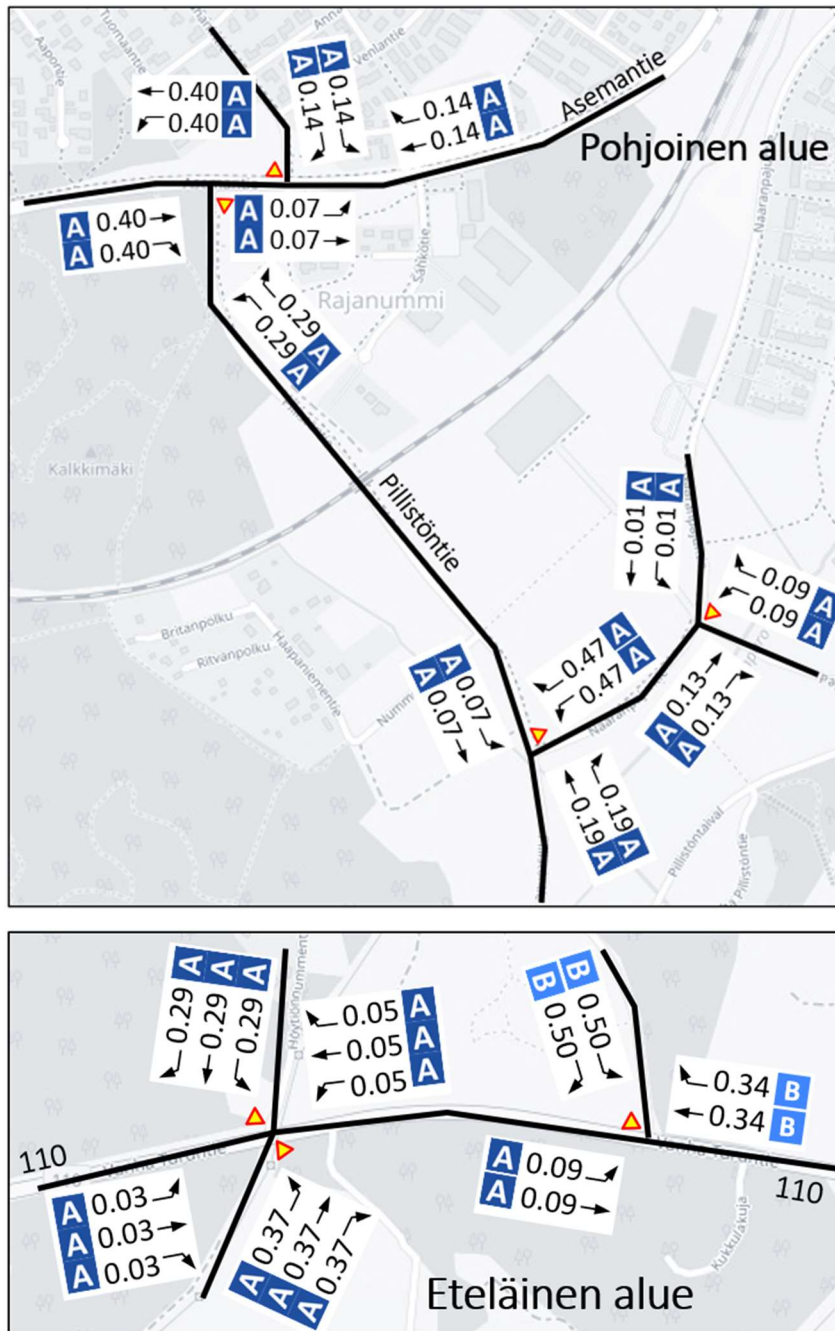 Aapontie
Tuomaantie
Venlantie
Asemantie
Pohjoinen alue
0.40 A
0.40 A
A 0.14
A 0.14
0.14 A
0.14 A
A 0.40
A 0.40
A 0.07
A 0.07
Sähkötie
Rajanummi
0.29 A
0.29 A
Kalkkimäki
Pillistöntie
A 0.01
A 0.01
0.09 A
0.09 A
Britanpolku
Ritvanpolku
Haapaniementie
A 0.07
A 0.07
0.47 A
0.47 A
A 0.13
A 0.13
0.19 A
0.19 A
Pillistöntaival
Pillistöntie
A 0.29
A 0.29
A 0.29
0.05 A
0.05 A
0.05 A
B 0.50
B 0.50
0.34 B
0.34 B
110
A 0.09
A 0.09
110
A 0.03
A 0.03
A 0.03
A 0.37
A 0.37
A 0.37
Kukkulakuja
Eteläinen alue